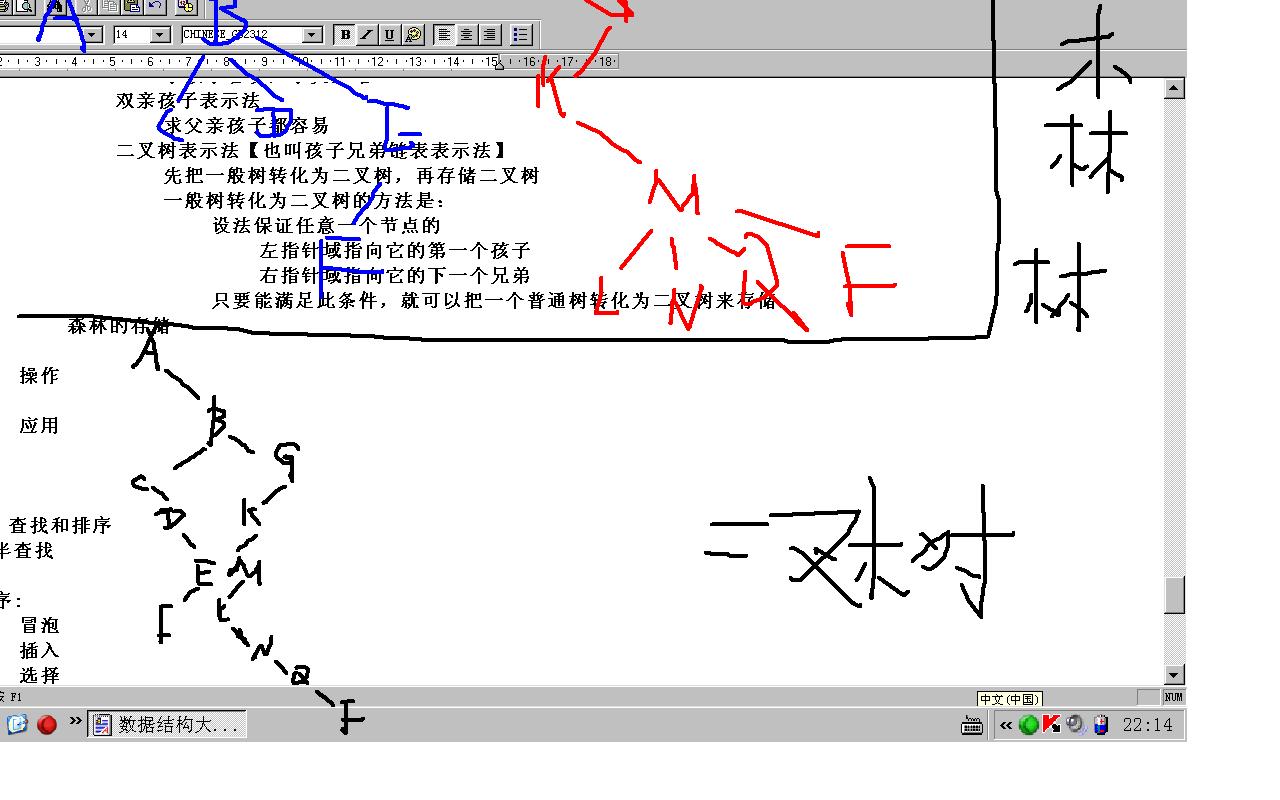 A B
14 CHINESE_GB2312 B I U
2 3 4 5 6 7 8 9 10 11 12 13 14 15 16 17 18
木
双亲孩子表示法
K
求父亲孩子都容易
C D E
林
二叉树表示法【也叫孩子兄弟链表表示法】
先把一般树转化为二叉树，再存储二叉树
M
一般树转化为二叉树的方法是：
设法保证任意一个节点的
左指针域指向它的第一个孩子
F
右指针域指向它的下一个兄弟
林
L N Q F
只要能满足此条件，就可以把一个普通树转化为二叉树来存储
森林的存储
A
操作
B
应用
G
C
D K
查找和排序
半查找
二叉树
E M
序：
F L
冒泡
N
插入
Q
选择
F
按 F1
中文(中国)
NUM
数据结构大...
22:14